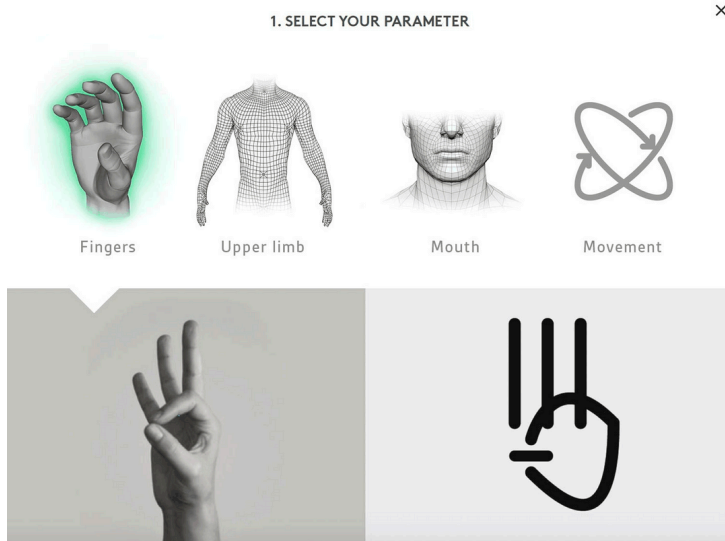 1. SELECT YOUR PARAMETER
Fingers
Upper limb
Mouth
Movement